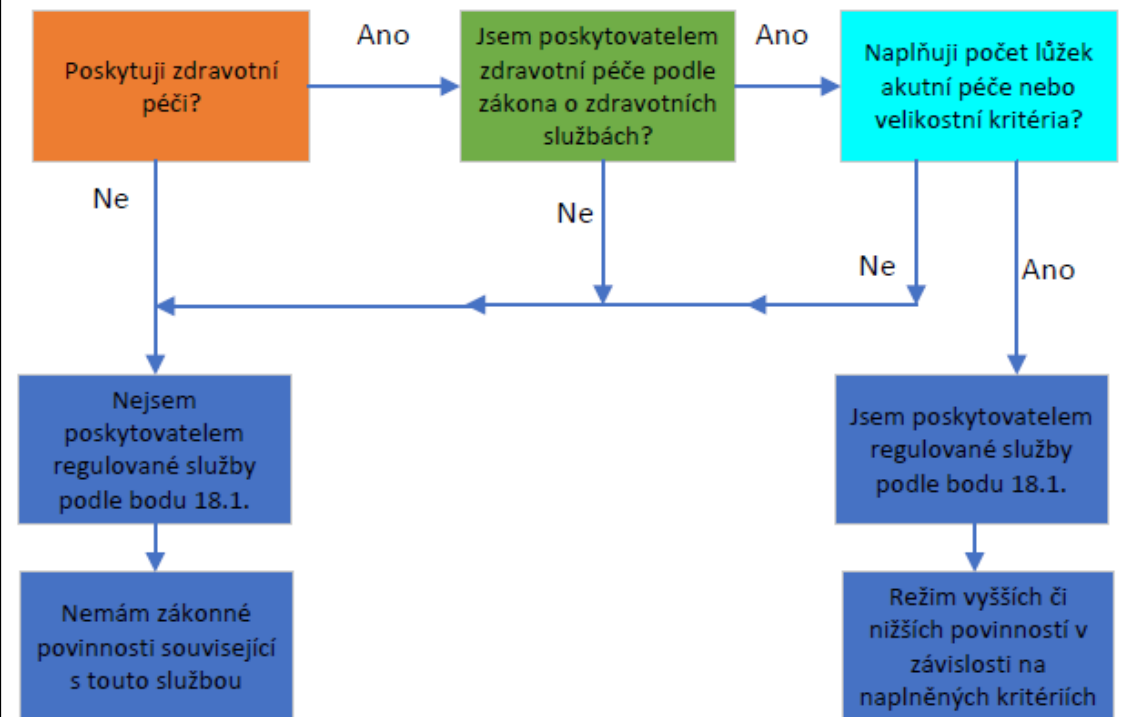 Poskytuji zdravotní
péči?
Ano
Jsem poskytovatelem
zdravotní péče podle
zákona o zdravotních
službách?
Ano
Naplňuji počet lůžek
akutní péče nebo
velikostní kritéria?
Ne
Ne
Ne
Ano
Nejsem
poskytovatelem
regulované služby
podle bodu 18.1.
Jsem poskytovatelem
regulované služby
podle bodu 18.1.
Nemám zákonné
povinnosti související
s touto službou
Režim vyšších či
nižších povinností v
závislosti na
naplněných kritériích